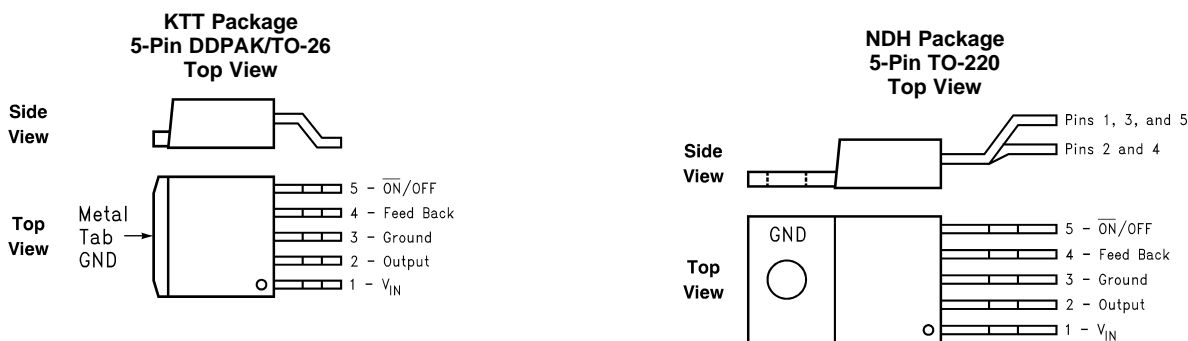 KTT Package
5-Pin DDPAK/TO-26
Top View
Side
View
Top
View
Metal
Tab
GND
5 - O̅N̅/OFF
4 - Feed Back
3 - Ground
2 - Output
1 - VIN
NDH Package
5-Pin TO-220
Top View
Side
View
Pins 1, 3, and 5
Pins 2 and 4
Top
View
GND
5 - O̅N̅/OFF
4 - Feed Back
3 - Ground
2 - Output
1 - VIN